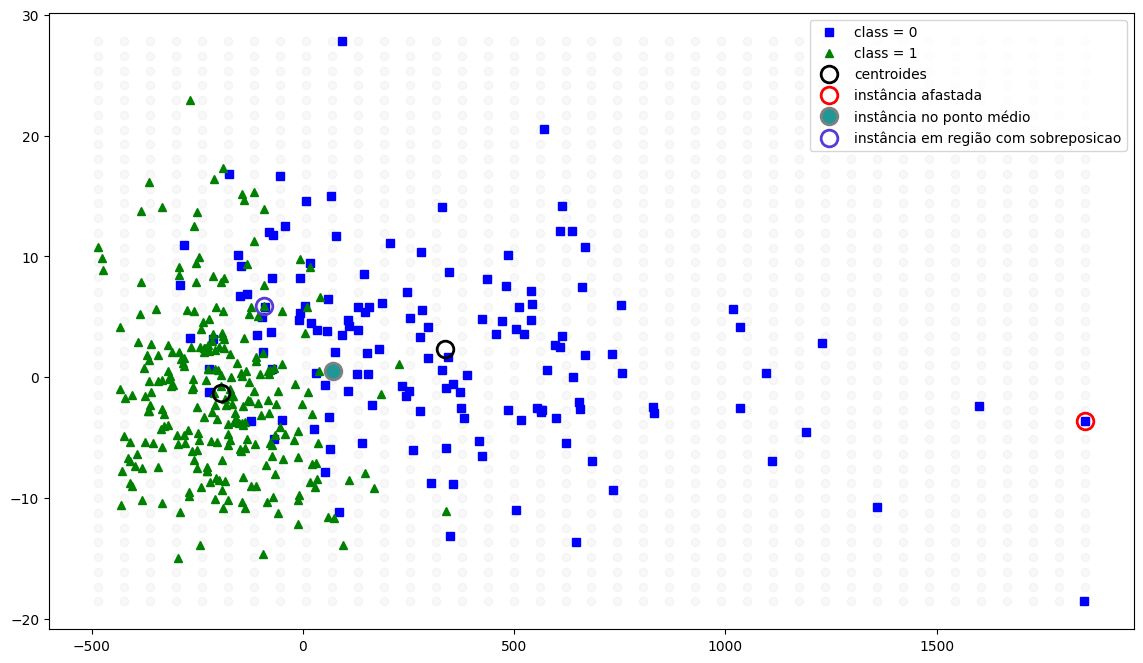 30
20
10
0
−10
−20
−500
0
500
1000
1500
class = 0
class = 1
centroides
instância afastada
instância no ponto médio
instância em região com sobreposicao